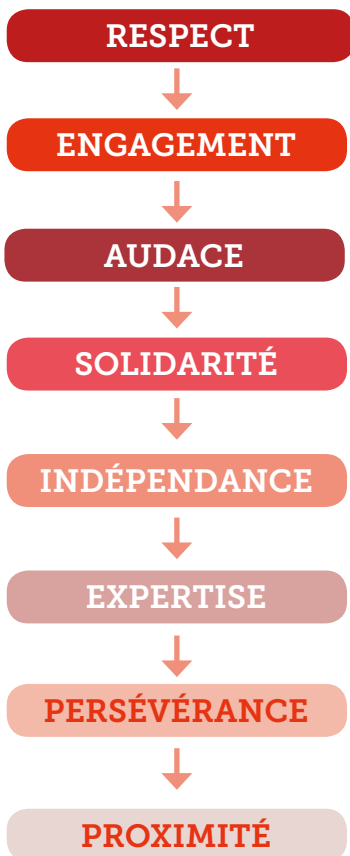 RESPECT
ENGAGEMENT
AUDACE
SOLIDARITÉ
INDÉPENDANCE
EXPERTISE
PERSÉVÉRANCE
PROXIMITÉ